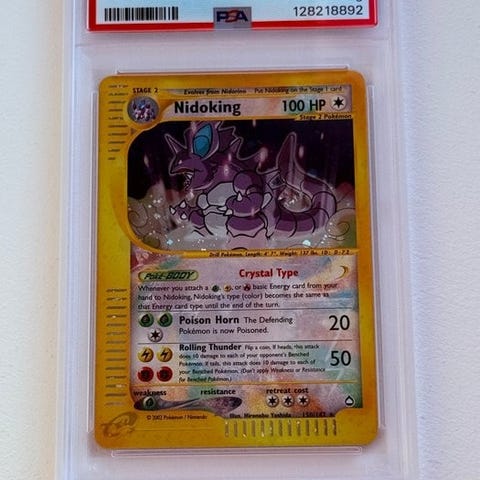 PSA
128218892
STAGE 2 Evolves from Nidorino Put Nidoking on the Stage 1 card
Nidoking 100 HP
Stage 2 Pokémon
Drill Pokémon. Length: 4' 7", Weight: 137 lbs.
Poké-BODY Crystal Type
Whenever you attach a basic Energy card from your
hand to Nidoking, Nidoking's type (color) becomes the same as
that Energy card type until the end of the turn.
Poison Horn The Defending 20
Pokémon is now Poisoned.
Rolling Thunder Flip a coin. If heads, this attack
does 10 damage to each of your opponent's Benched
Pokémon. If tails, this attack does 10 damage to each of 50
your Benched Pokémon. (Don't apply Weakness or Resistance
for Benched Pokémon.)
weakness resistance retreat cost
Illus. Hironobu Yoshida
© 2002 Pokémon / Nintendo 150/147